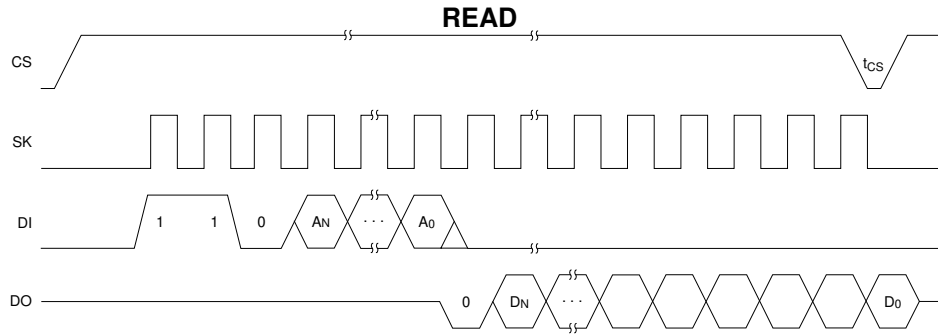 READ
CS
tCS
SK
DI 1 1 0 AN ... A0
DO 0 DN ... D0